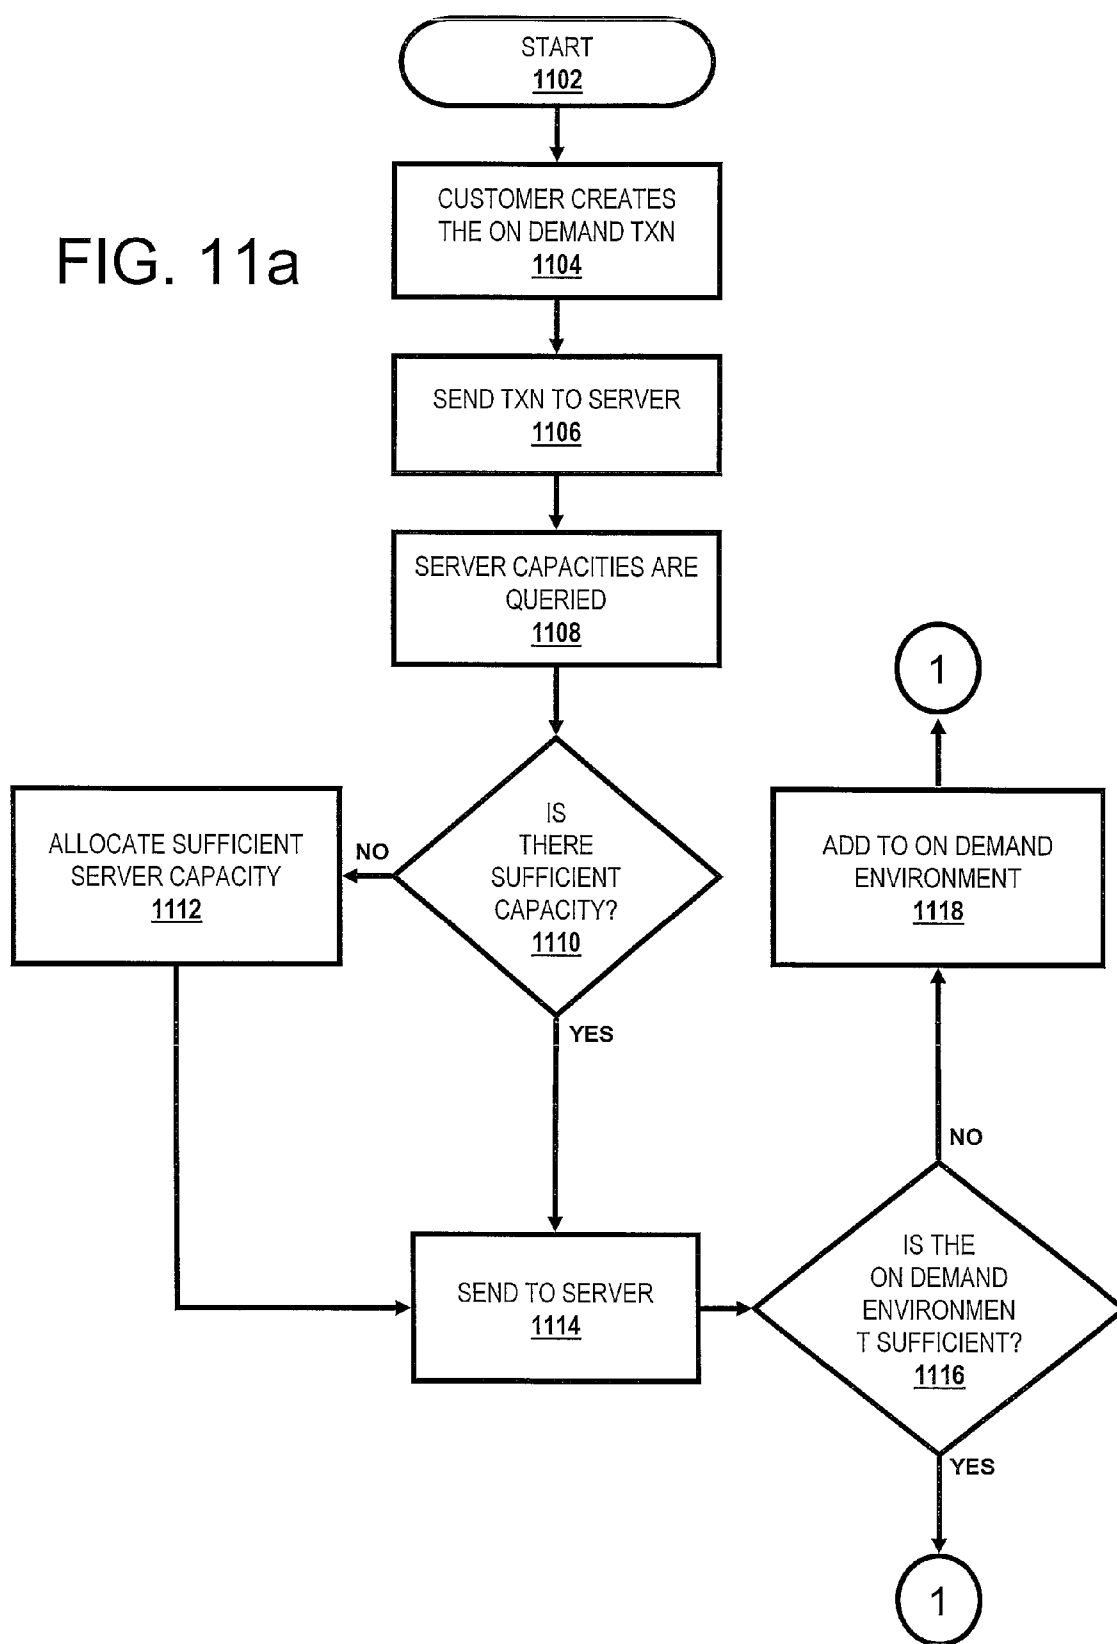 START
1102
CUSTOMER CREATES
THE ON DEMAND TXN
1104
FIG. 11a
SEND TXN TO SERVER
1106
SERVER CAPACITIES ARE
QUERIED
1108
1
IS
THERE
SUFFICIENT
CAPACITY?
1110
NO
ALLOCATE SUFFICIENT
SERVER CAPACITY
1112
ADD TO ON DEMAND
ENVIRONMENT
1118
YES
NO
SEND TO SERVER
1114
IS THE
ON DEMAND
ENVIRONMEN
T SUFFICIENT?
1116
YES
1